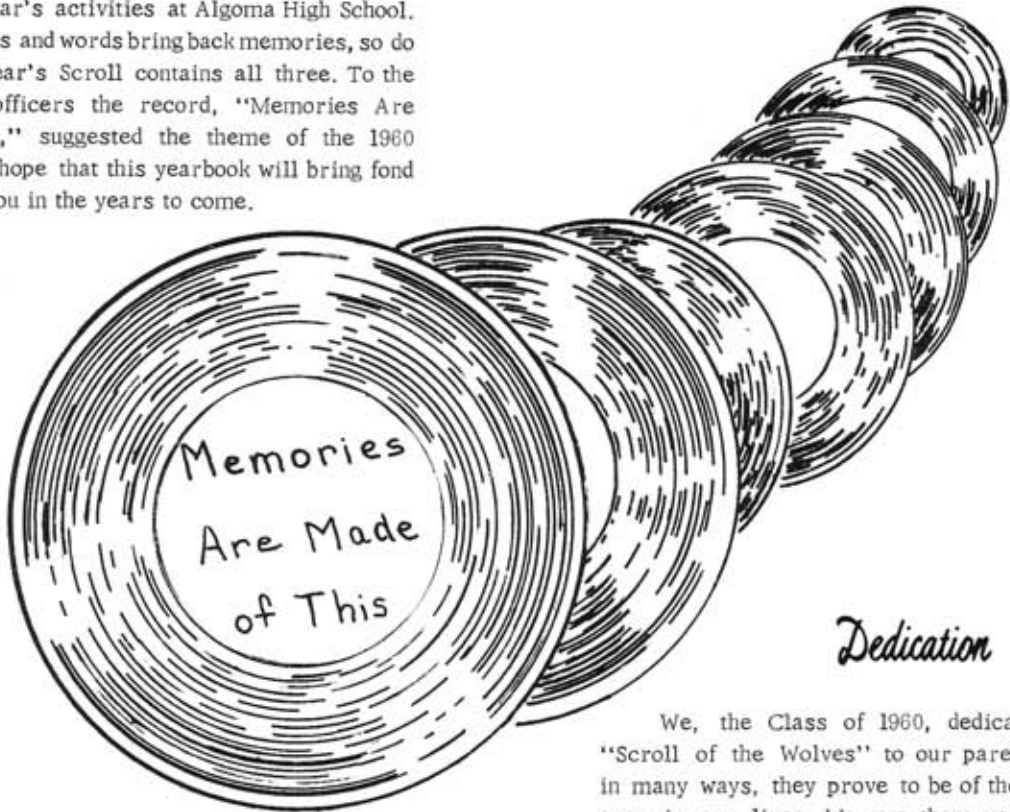 ar's activities at Algoma High School.
s and words bring back memories, so do
ear's Scroll contains all three. To the
officers the record, "Memories Are
," suggested the theme of the 1960
hope that this yearbook will bring fond
ou in the years to come.
Memories
Are Made
of This
Dedication
We, the Class of 1960, dedica
"Scroll of the Wolves" to our pare
in many ways, they prove to be of the